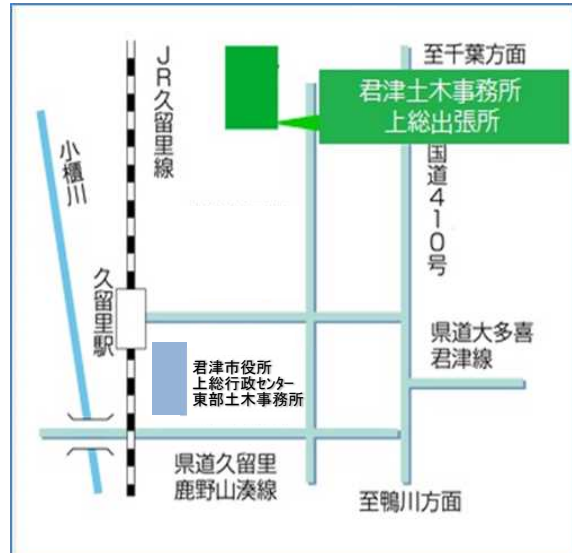 JR久留里線
至千葉方面
君津土木事務所
上総出張所
国道410号
小櫃川
久留里駅
県道大多喜
君津線
君津市役所
上総行政センター
東部土木事務所
県道久留里
鹿野山湊線
至鴨川方面